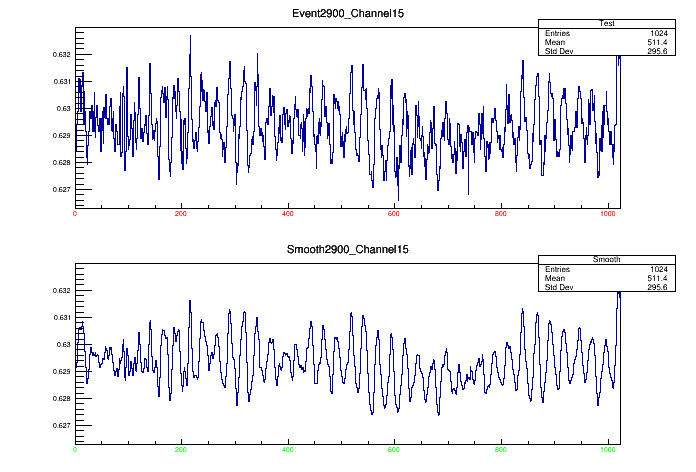 Event2900_Channel15
Test
Entries 1024
Mean 511.4
Std Dev 295.6
0.632
0.631
0.63
0.629
0.628
0.627
0 200 400 600 800 1000
Smooth2900_Channel15
Smooth
Entries 1024
Mean 511.4
Std Dev 295.6
0.632
0.631
0.63
0.629
0.628
0.627
0 200 400 600 800 1000